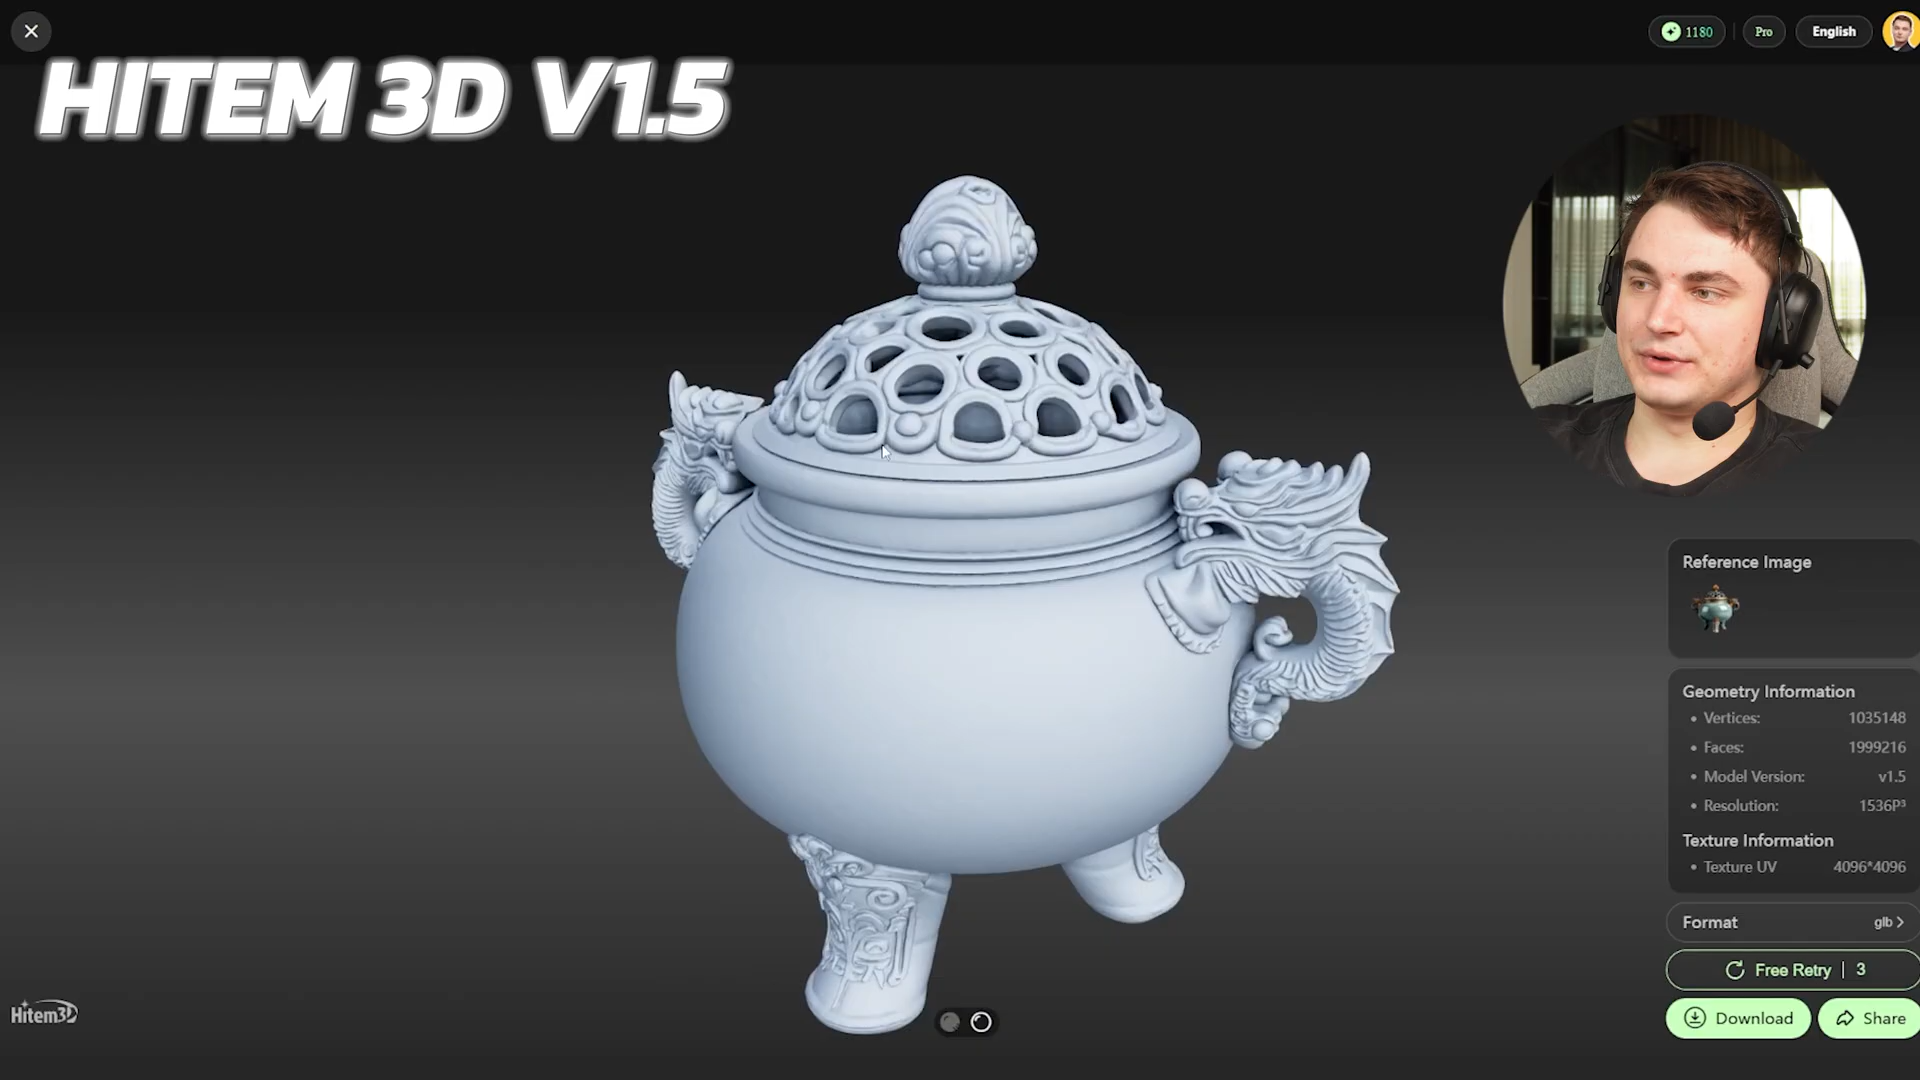 1180
Pro
English
HITEM 3D V1.5
Reference Image
Geometry Information
• Vertices: 1035148
• Faces: 1999216
• Model Version: v1.5
• Resolution: 1536P³
Texture Information
• Texture UV 4096*4096
Format glb
Free Retry | 3
Download
Share
Hitem3D